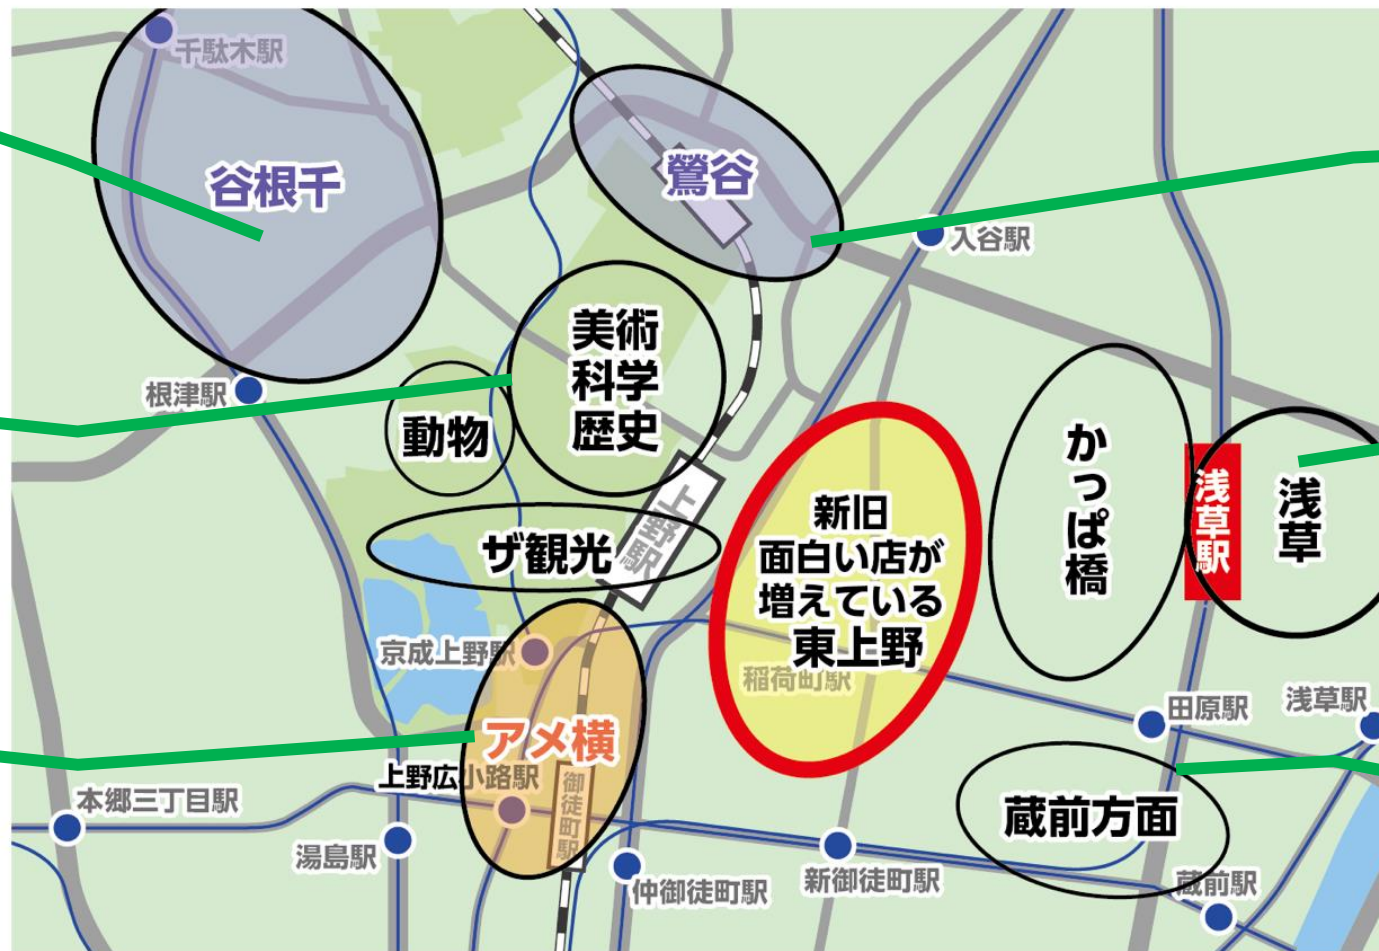 千駄木駅
谷根千
鶯谷
入谷駅
美術
科学
歴史
根津駅
動物
かっぱ橋
浅草駅
浅草
上野駅
ザ観光
新旧
面白い店が
増えている
東上野
稲荷町駅
京成上野駅
アメ横
上野広小路駅
御徒町駅
田原駅
浅草駅
本郷三丁目駅
湯島駅
仲御徒町駅
新御徒町駅
蔵前方面
蔵前駅